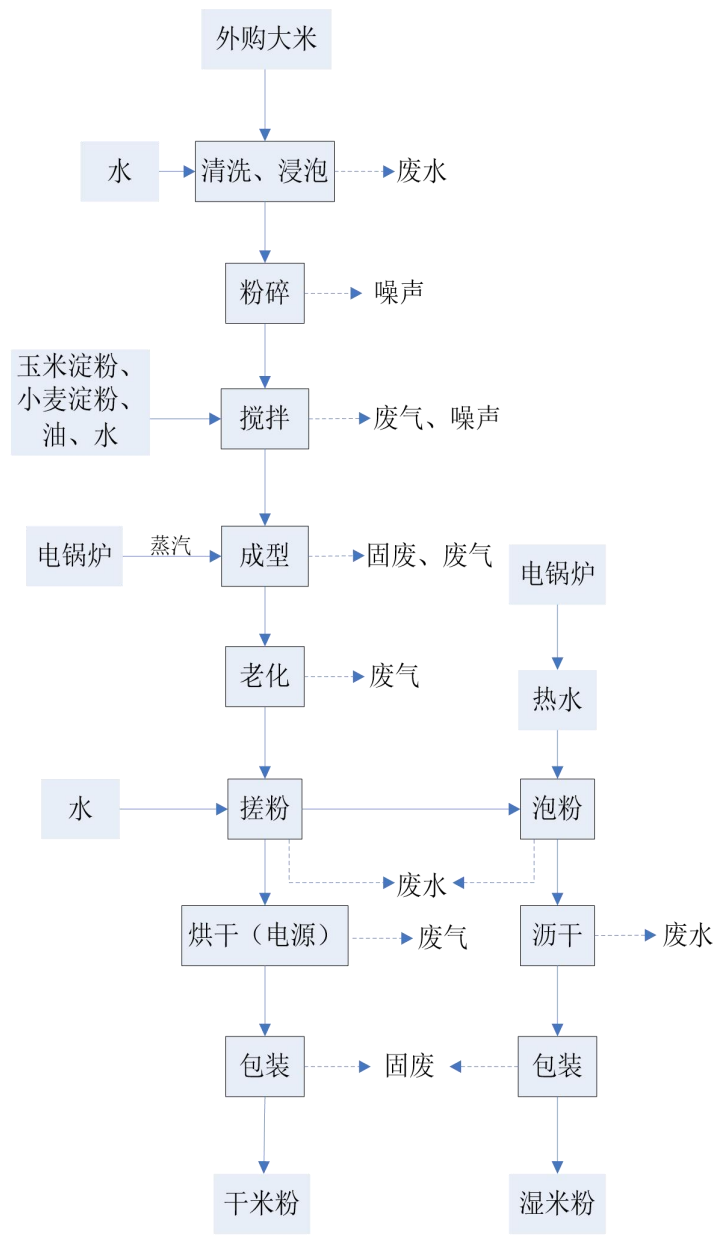 外购大米
水
清洗、浸泡
废水
粉碎
噪声
玉米淀粉、
小麦淀粉、
油、水
搅拌
废气、噪声
电锅炉
蒸汽
成型
固废、废气
电锅炉
老化
废气
热水
水
搓粉
泡粉
废水
烘干（电源）
废气
沥干
废水
包装
固废
包装
干米粉
湿米粉